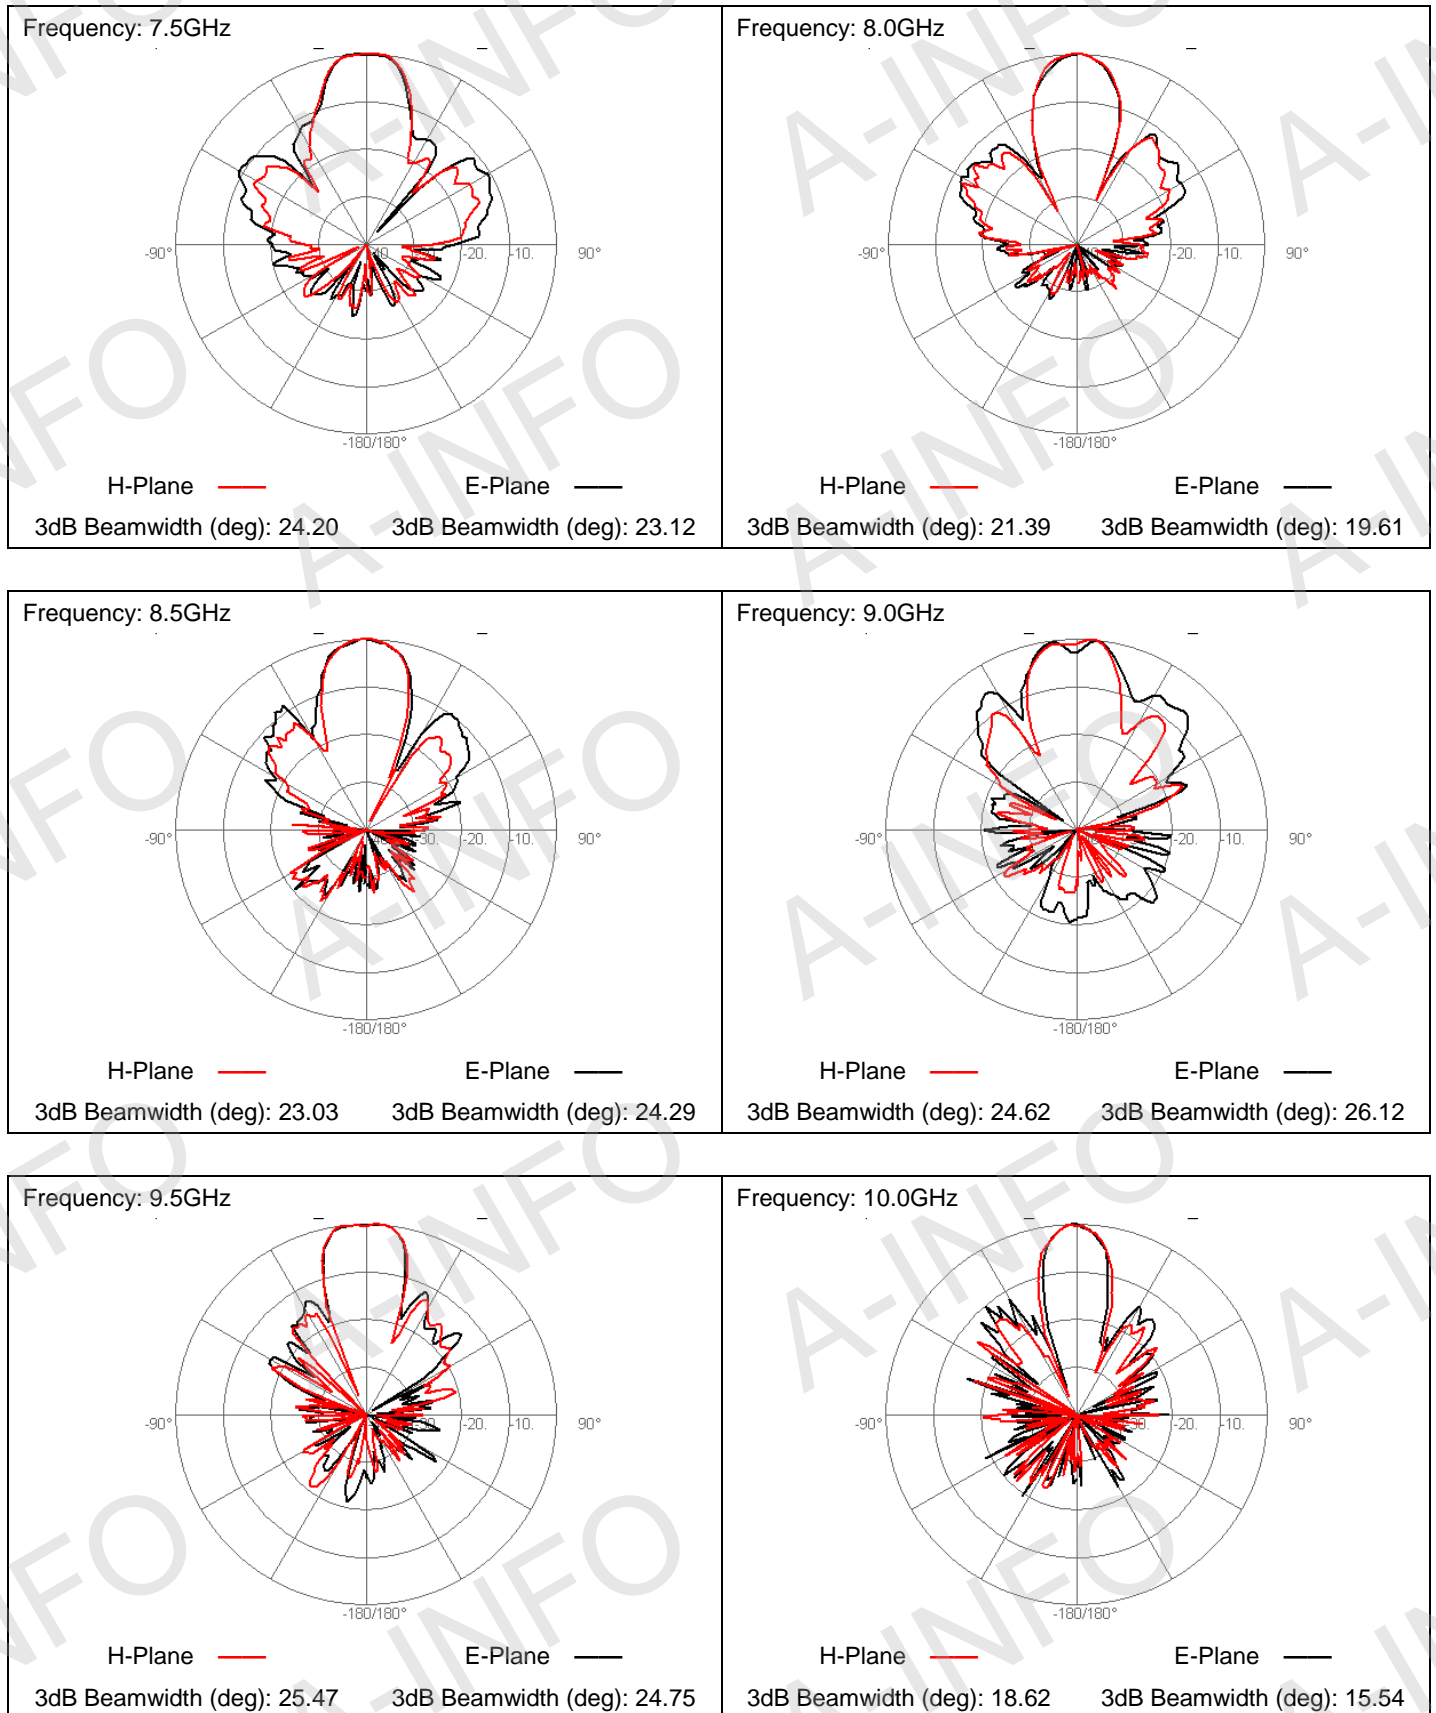 Frequency: 7.5GHz
-90°
-40
-20.
-10.
90°
-180/180°
H-Plane
E-Plane
3dB Beamwidth (deg): 24.20
3dB Beamwidth (deg): 23.12
Frequency: 8.0GHz
-90°
-20.
-10.
90°
-180/180°
H-Plane
E-Plane
3dB Beamwidth (deg): 21.39
3dB Beamwidth (deg): 19.61
Frequency: 8.5GHz
-90°
-30.
-20.
-10.
90°
-180/180°
H-Plane
E-Plane
3dB Beamwidth (deg): 23.03
3dB Beamwidth (deg): 24.29
Frequency: 9.0GHz
-90°
-20.
-10.
90°
-180/180°
H-Plane
E-Plane
3dB Beamwidth (deg): 24.62
3dB Beamwidth (deg): 26.12
Frequency: 9.5GHz
-90°
-30.
-20.
-10.
90°
-180/180°
H-Plane
E-Plane
3dB Beamwidth (deg): 25.47
3dB Beamwidth (deg): 24.75
Frequency: 10.0GHz
-90°
-30.
-20.
-10.
90°
-180/180°
H-Plane
E-Plane
3dB Beamwidth (deg): 18.62
3dB Beamwidth (deg): 15.54
A-INFO